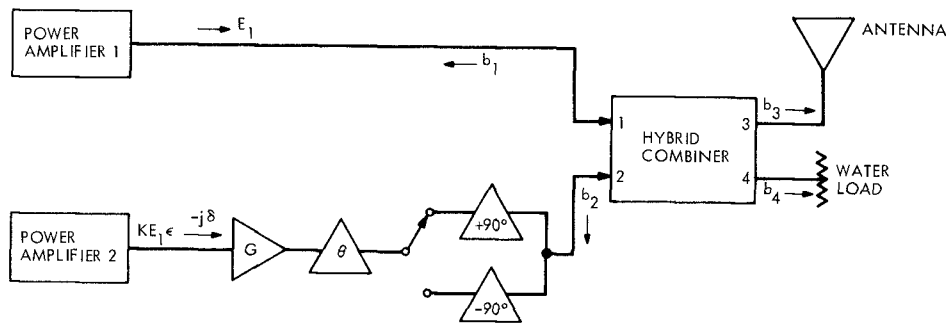 POWER
AMPLIFIER 1
E1
b1
ANTENNA
b3
1
3
HYBRID
COMBINER
2
4
WATER
LOAD
b4
b2
POWER
AMPLIFIER 2
KE1ϵ -jδ
G
θ
+90°
-90°